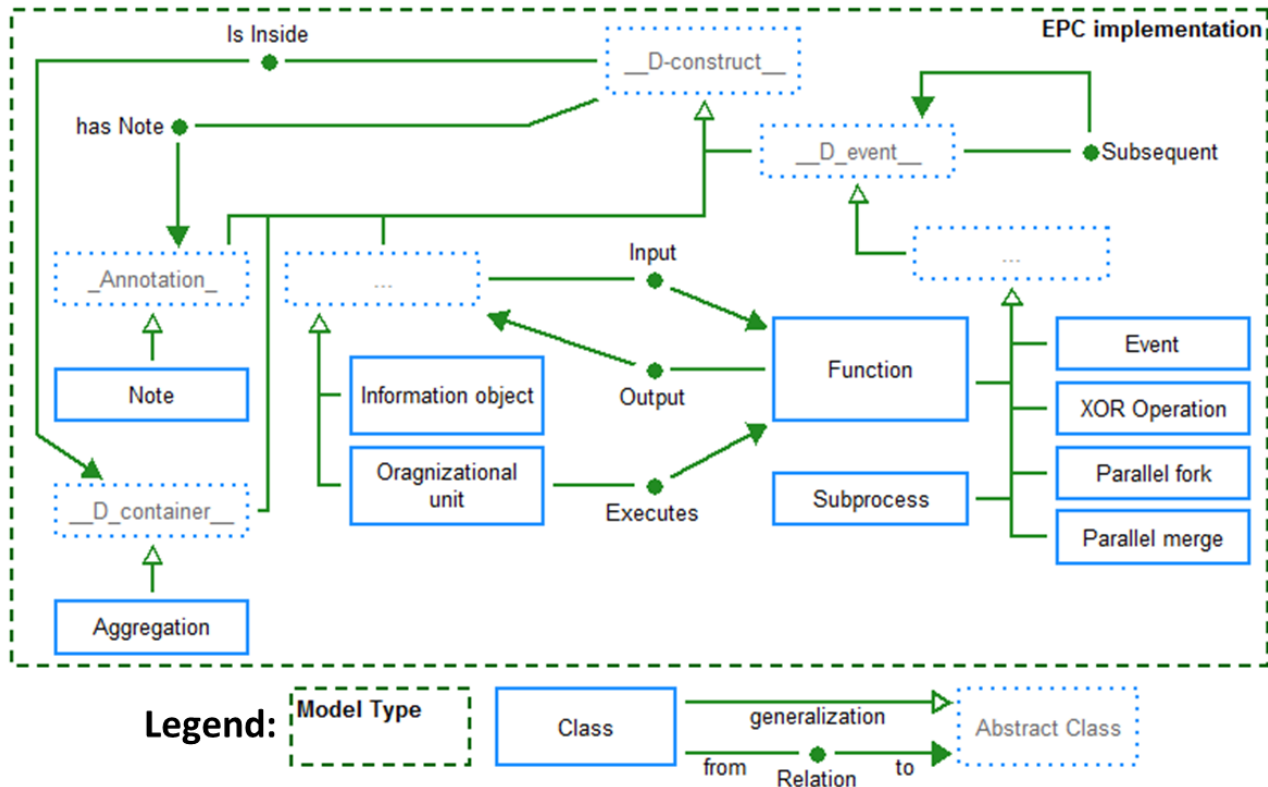 EPC implementation
Is Inside
__D-construct__
has Note
__D_event__
Subsequent
_Annotation_
...
Input
...
Function
Event
Note
Information object
Output
XOR Operation
Oragnizational
unit
Executes
Subprocess
Parallel fork
__D_container__
Parallel merge
Aggregation
Legend:
Model Type
Class
generalization
from
Relation
to
Abstract Class